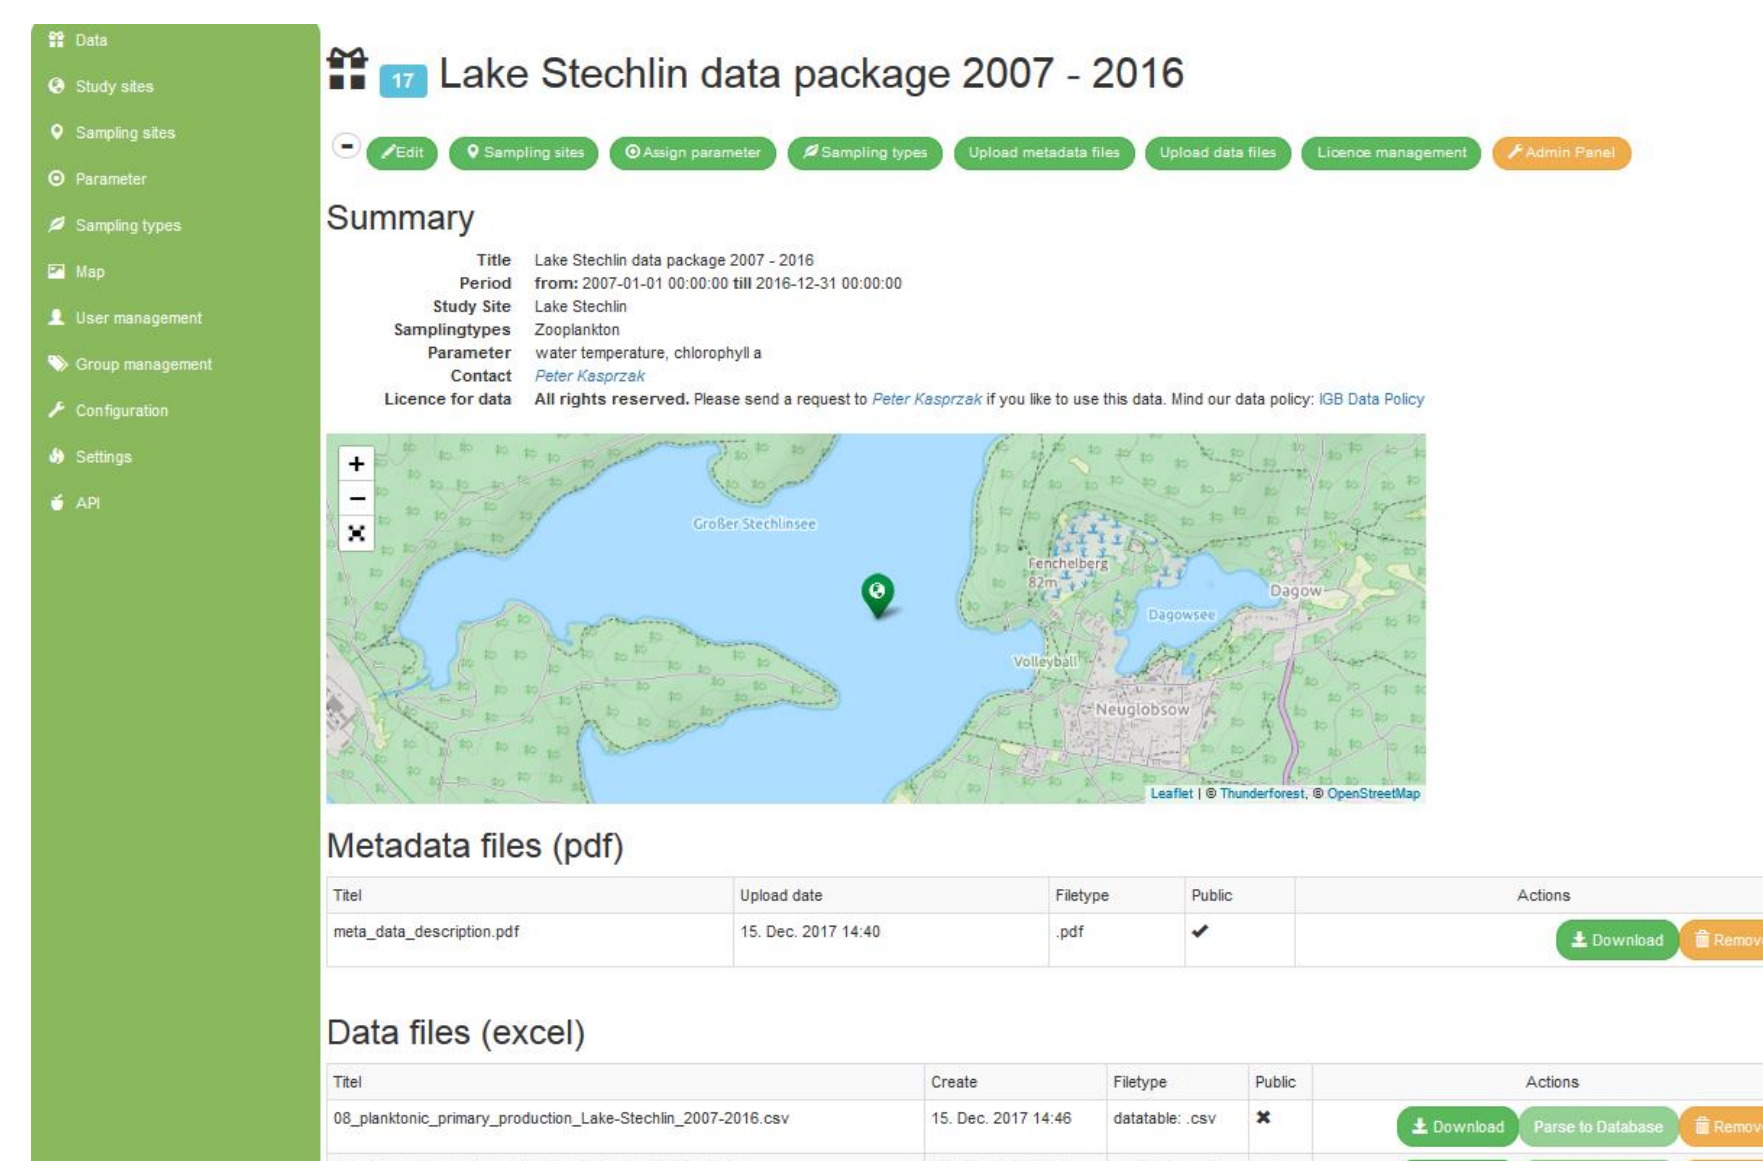 Data
Study sites
Sampling sites
Parameter
Sampling types
Map
User management
Group management
Configuration
Settings
API
17 Lake Stechlin data package 2007 - 2016
Edit Sampling sites Assign parameter Sampling types Upload metadata files Upload data files Licence management Admin Panel
Summary
Title Lake Stechlin data package 2007 - 2016
Period from: 2007-01-01 00:00:00 till 2016-12-31 00:00:00
Study Site Lake Stechlin
Samplingtypes Zooplankton
Parameter water temperature, chlorophyll a
Contact Peter Kasprzak
Licence for data All rights reserved. Please send a request to Peter Kasprzak if you like to use this data. Mind our data policy: IGB Data Policy
+
−
Großer Stechlinsee
Fenchelberg
82m
Dagow
Dagowsee
Volleyball
Neuglobsow
Leaflet | © Thunderforest, © OpenStreetMap
Metadata files (pdf)
Titel Upload date Filetype Public Actions
meta_data_description.pdf 15. Dec. 2017 14:40 .pdf Download Remov
Data files (excel)
Titel Create Filetype Public Actions
08_planktonic_primary_production_Lake-Stechlin_2007-2016.csv 15. Dec. 2017 14:46 datatable: .csv Download Parse to Database Remov